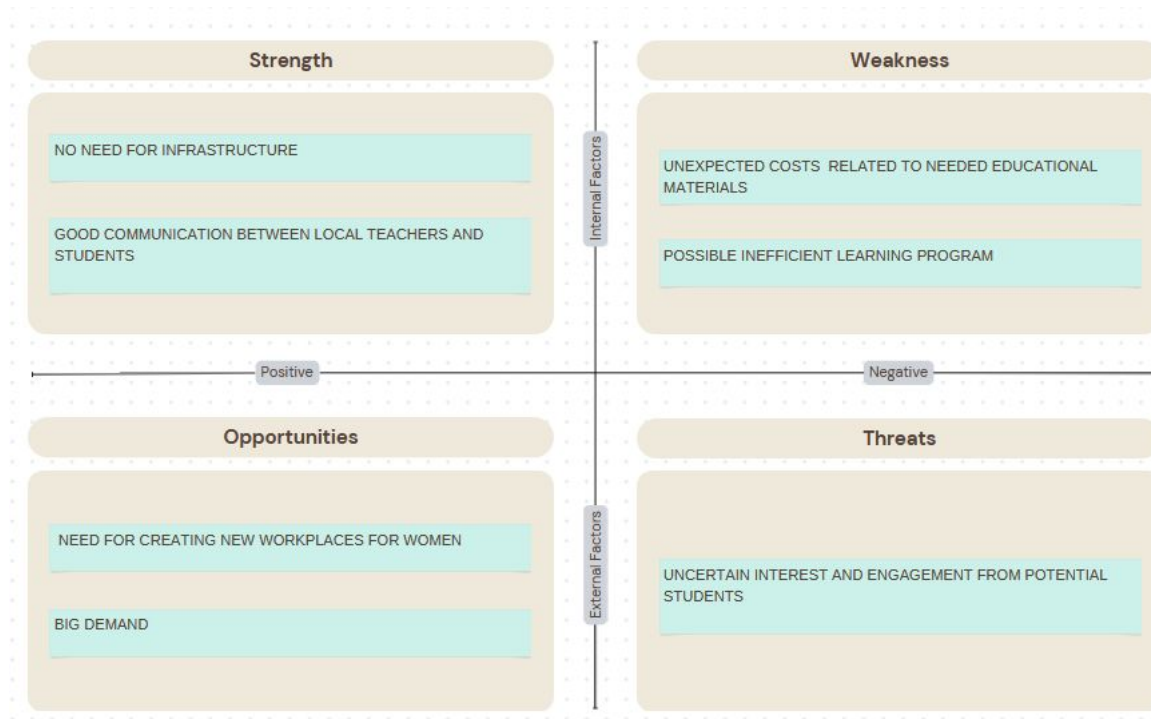 Strength
Weakness
NO NEED FOR INFRASTRUCTURE
GOOD COMMUNICATION BETWEEN LOCAL TEACHERS AND
STUDENTS
Internal Factors
UNEXPECTED COSTS RELATED TO NEEDED EDUCATIONAL
MATERIALS
POSSIBLE INEFFICIENT LEARNING PROGRAM
Positive
Negative
Opportunities
Threats
NEED FOR CREATING NEW WORKPLACES FOR WOMEN
BIG DEMAND
External Factors
UNCERTAIN INTEREST AND ENGAGEMENT FROM POTENTIAL
STUDENTS